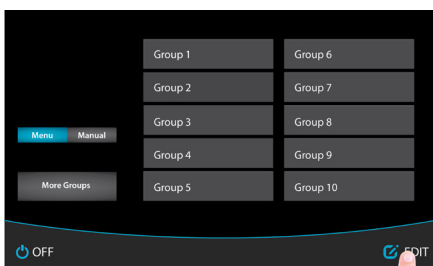 Group 1 Group 6
Group 2 Group 7
Group 3 Group 8
Menu Manual
Group 4 Group 9
More Groups
Group 5 Group 10
OFF EDIT